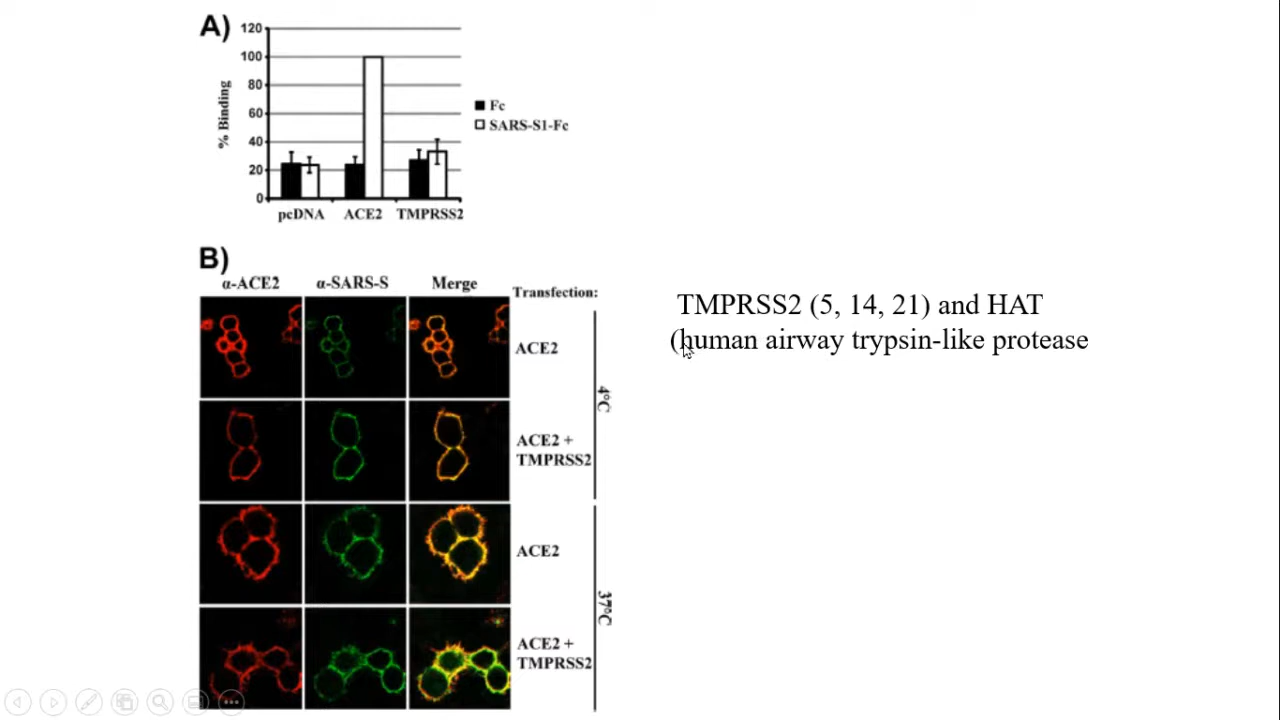 A)
120
100
80
60
40
20
0
% Binding
Fc
SARS-S1-Fc
pcDNA ACE2 TMPRSS2
B)
α-ACE2 α-SARS-S Merge
Transfection:
ACE2
ACE2 +
TMPRSS2
4°C
ACE2
ACE2 +
TMPRSS2
37°C
TMPRSS2 (5, 14, 21) and HAT
(human airway trypsin-like protease